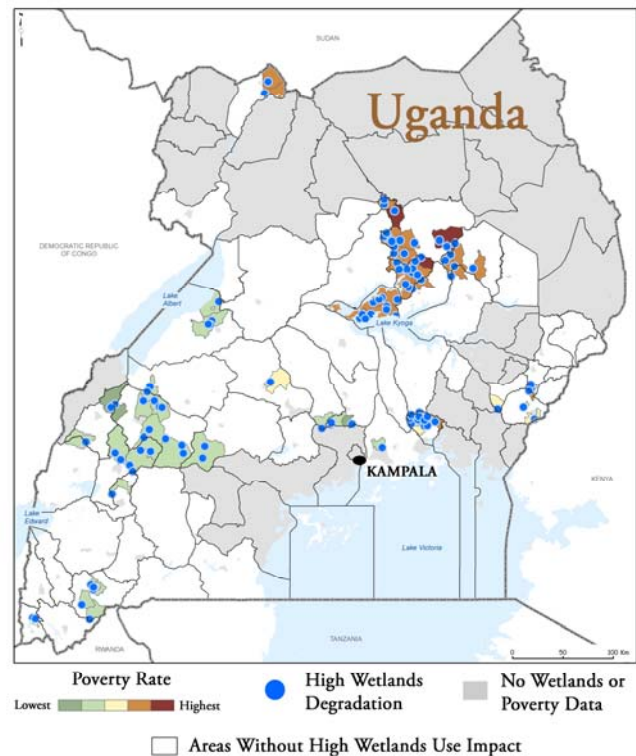 SUDAN
Uganda
DEMOCRATIC REPUBLIC
OF CONGO
Lake
Albert
Lake Kyoga
KAMPALA
KENYA
Lake
Edward
Lake Victoria
RWANDA
TANZANIA
0 50 100 Km
Poverty Rate
Lowest
Highest
High Wetlands
Degradation
No Wetlands or
Poverty Data
Areas Without High Wetlands Use Impact